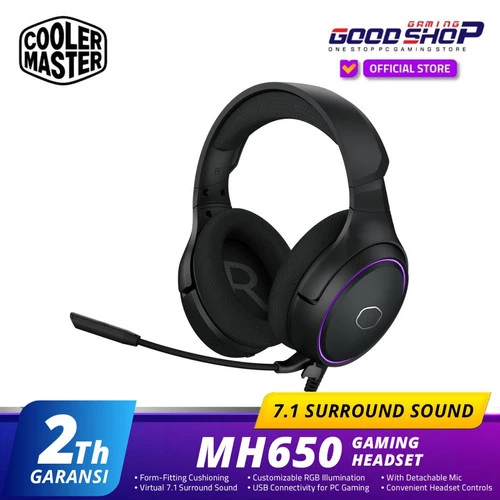 COOLER
MASTER
GAMING
GOODSHOP
ONE STOP PC GAMING STORE
OFFICIAL STORE
R
R
7.1 SURROUND SOUND
2Th
GARANSI
MH650 GAMING
HEADSET
• Form-Fitting Cushioning
• Customizable RGB Illumination
• With Detachable Mic
• Virtual 7.1 Surround Sound
• USB Connectivity for PC Gaming
• Convenient Headset Controls